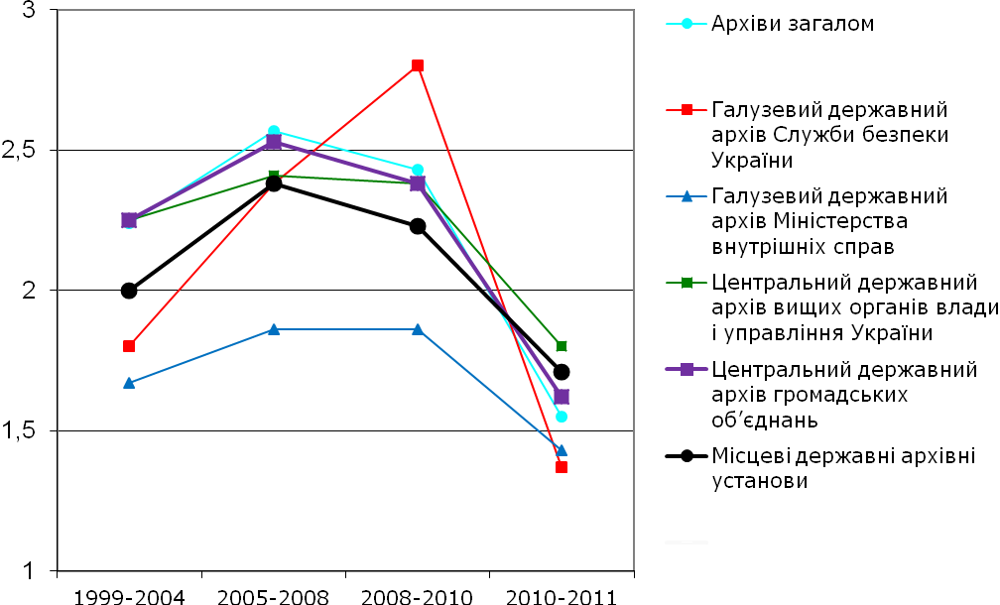 3
2,5
2
1,5
1
1999-2004
2005-2008
2008-2010
2010-2011
Архіви загалом
Галузевий державний
архів Служби безпеки
України
Галузевий державний
архів Міністерства
внутрішніх справ
Центральний державний
архів вищих органів влади
і управління України
Центральний державний
архів громадських
об’єднань
Місцеві державні архівні
установи